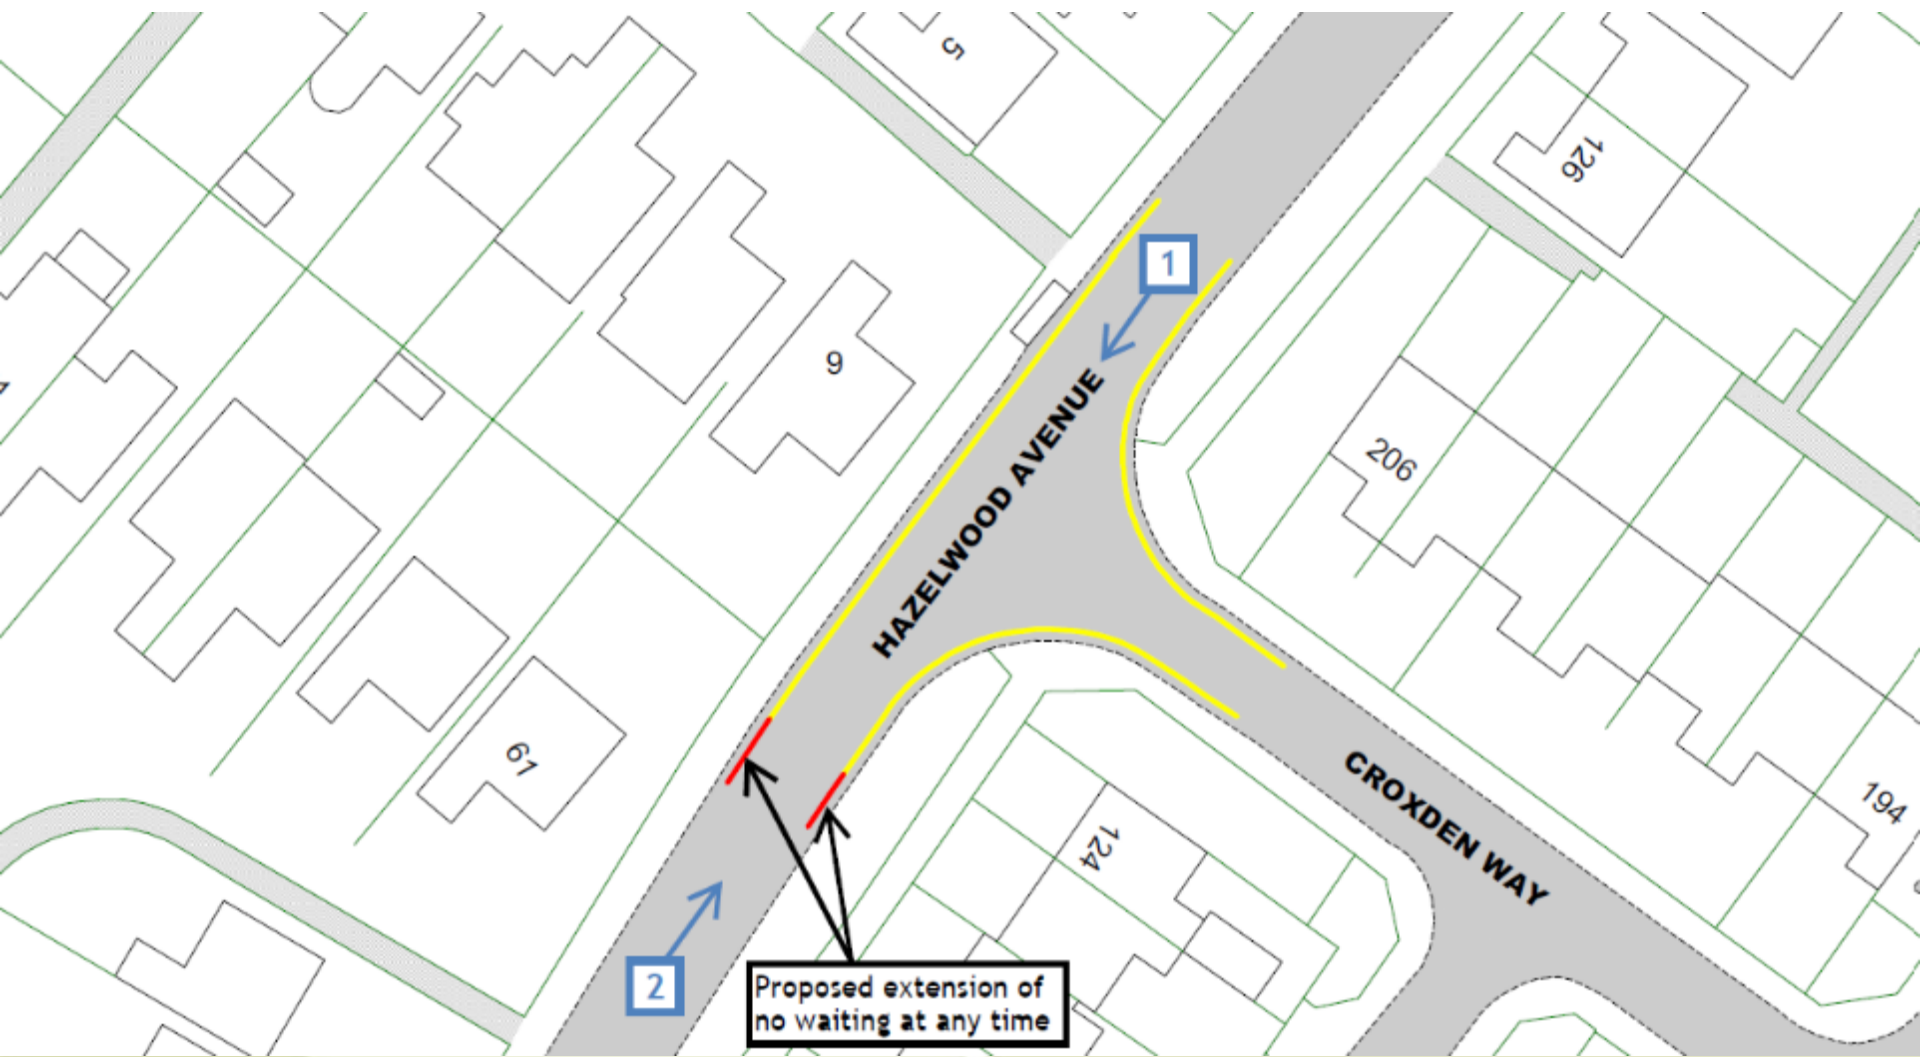 5
126
1
9
HAZELWOOD AVENUE
206
61
CROXDEN WAY
194
124
2
Proposed extension of
no waiting at any time